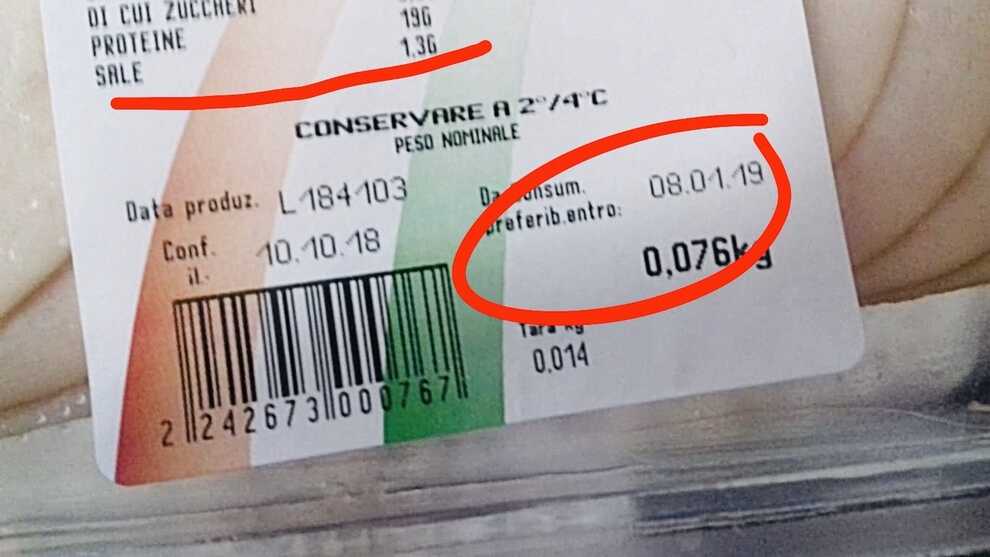 DI CUI ZUCCHERI
PROTEINE 19G
SALE 1.3G
CONSERVARE A 2°/4°C
PESO NOMINALE
Data produz. L184103
Da consum. 08.01.19
preferib.entro:
Conf. 10.10.18
il.-
0,076kg
Tara kg
0,014
2 242673 000767